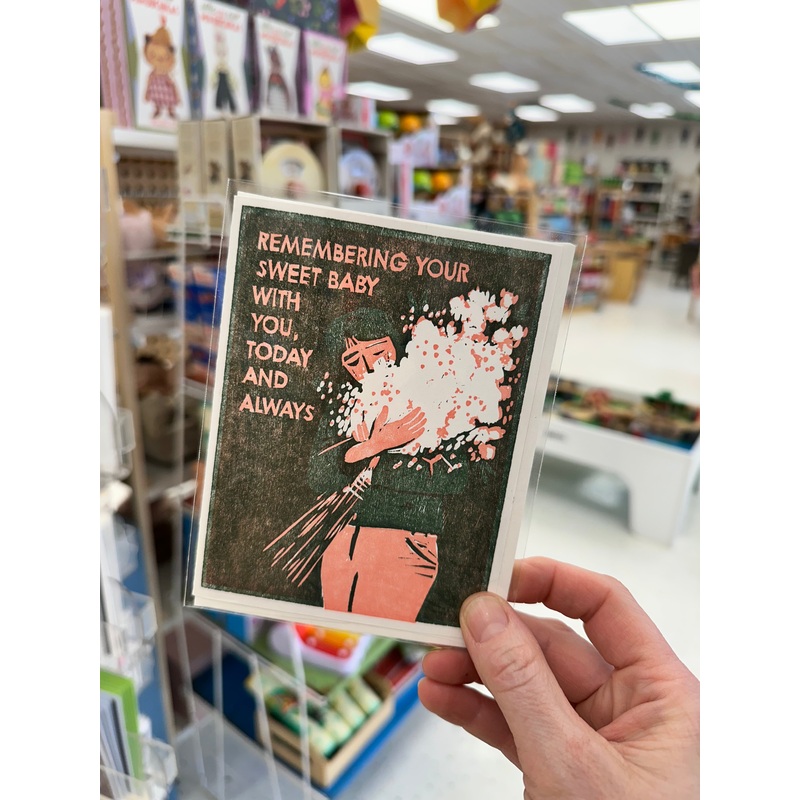 REMEMBERING YOUR
SWEET BABY
WITH
YOU,
TODAY
AND
ALWAYS